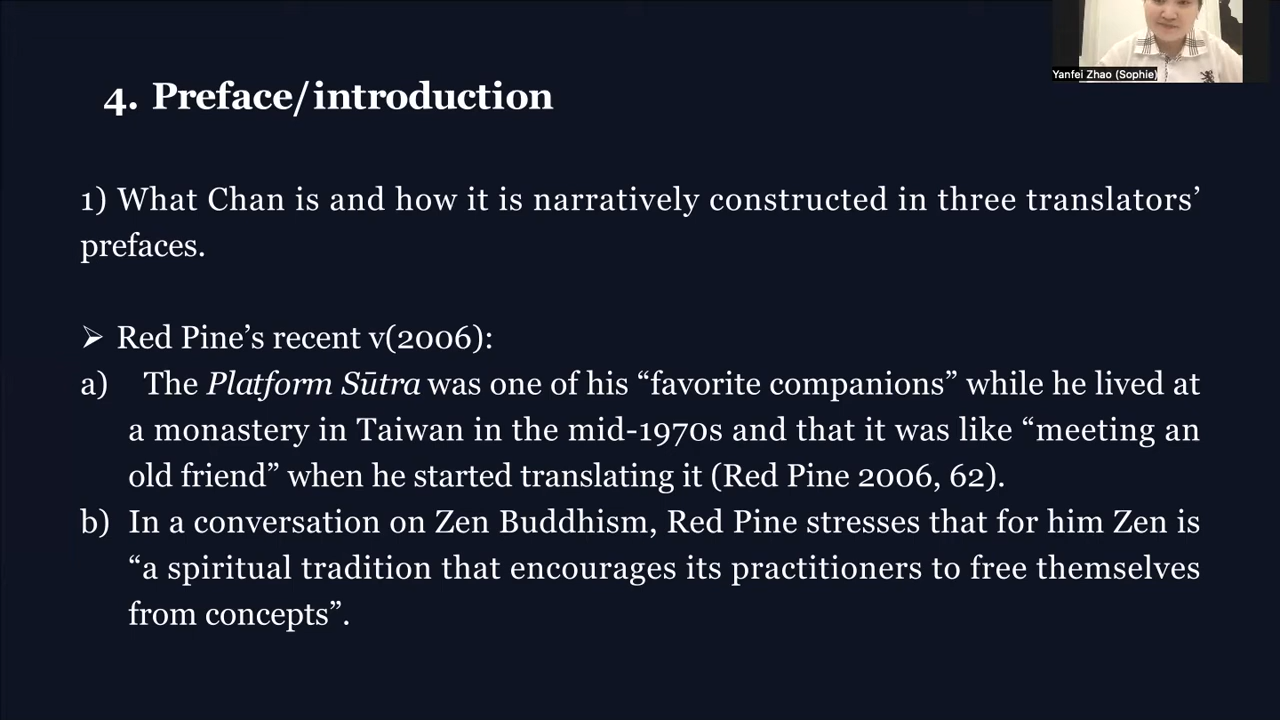 Yanfei Zhao (Sophie)
4. Preface/introduction
1) What Chan is and how it is narratively constructed in three translators’
prefaces.
➢ Red Pine’s recent v(2006):
a) The Platform Sūtra was one of his “favorite companions” while he lived at
a monastery in Taiwan in the mid-1970s and that it was like “meeting an
old friend” when he started translating it (Red Pine 2006, 62).
b) In a conversation on Zen Buddhism, Red Pine stresses that for him Zen is
“a spiritual tradition that encourages its practitioners to free themselves
from concepts”.